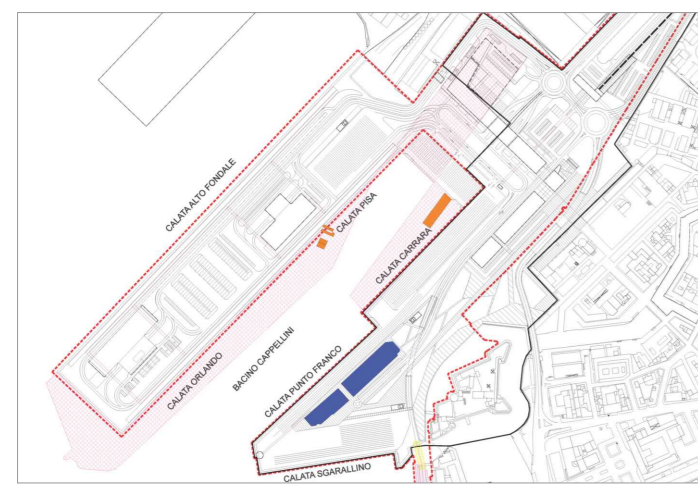 CALATA ALTO FONDALE
CALATA PISA
CALATA CARRARA
BACINO CAPPELLINI
CALATA ORLANDO
CALATA PUNTO FRANCO
CALATA SGARALLINO